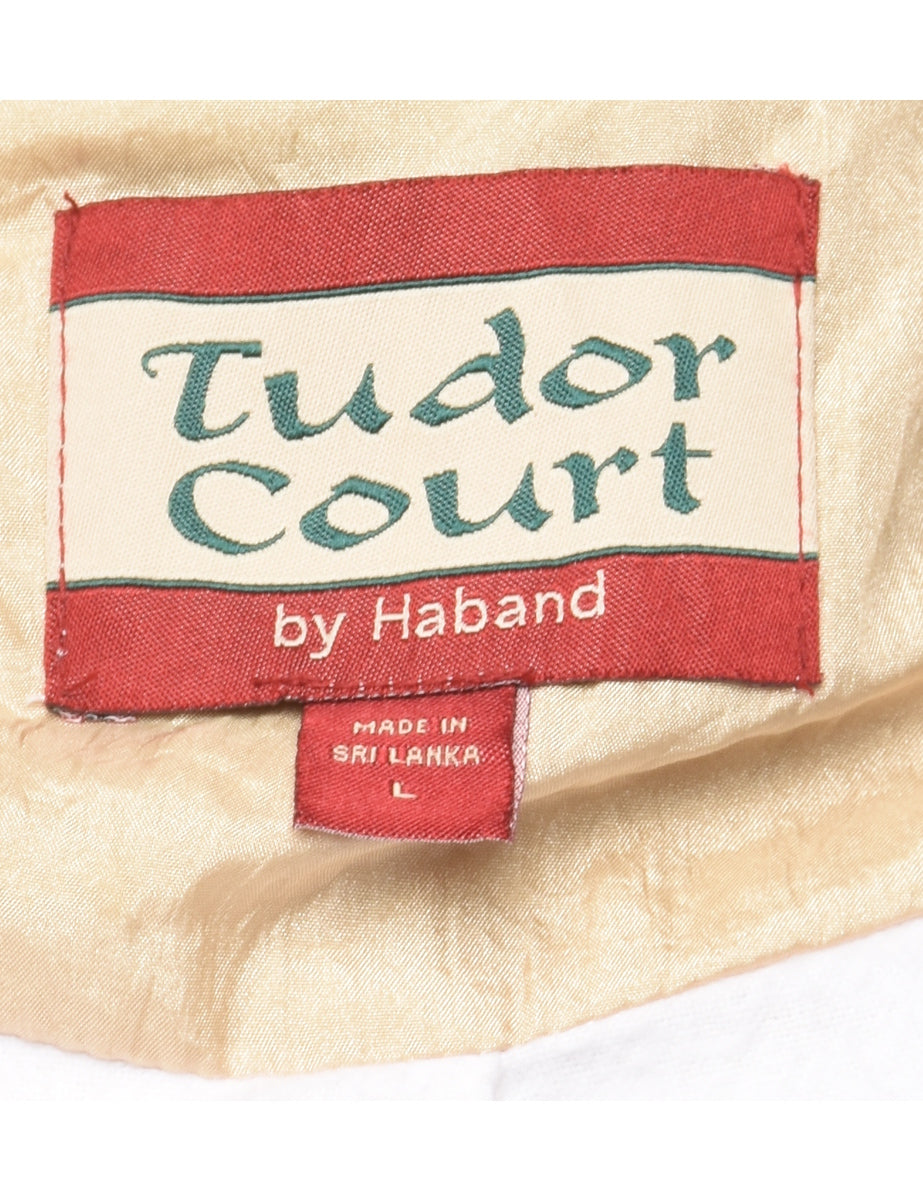 Tudor
Court
by Haband
MADE IN
SRI LANKA
L